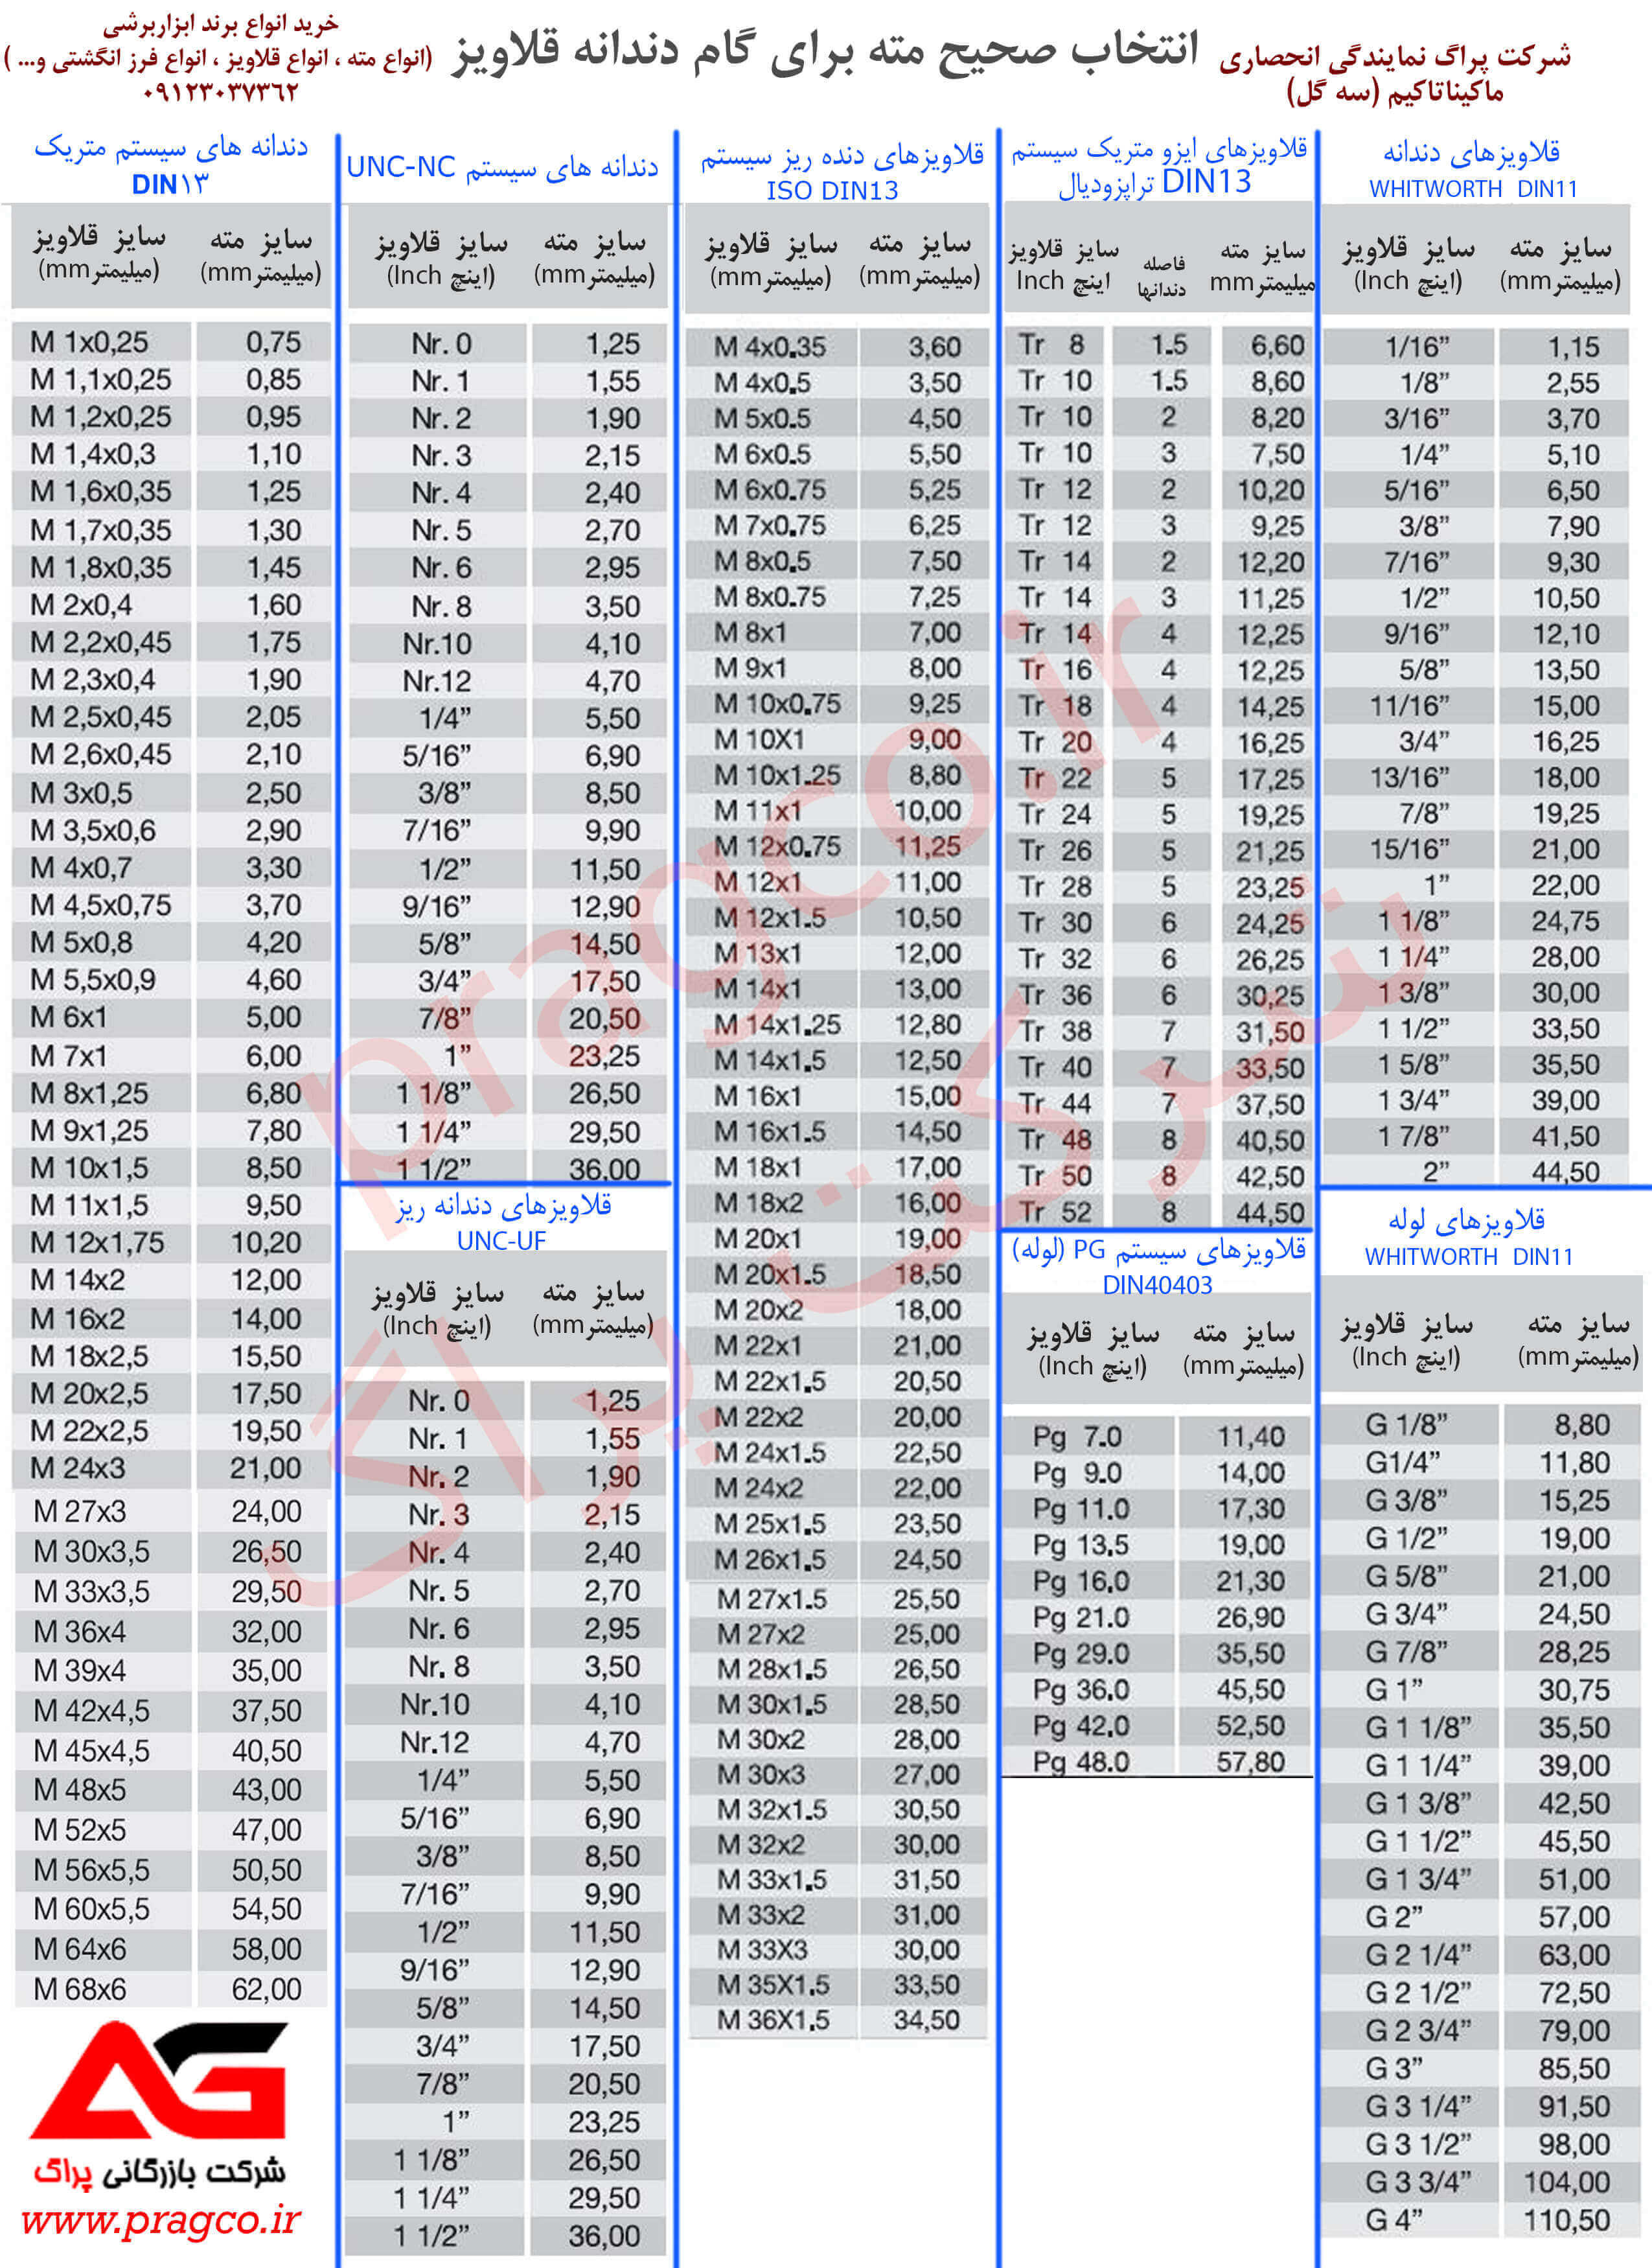 خرید انواع برند ابزاربرشی
(انواع مته ، انواع قلاویز ، انواع فرز انگشتی و... )
۰۹۱۲۳۰۳۷۳۶۲
انتخاب صحیح مته برای گام دندانه قلاویز
شرکت پراگ نمایندگی انحصاری
ماکیناتاکیم (سه گل)
دندانه های سیستم متریک
DIN۱۳
سایز قلاویز سایز مته
(میلیمترmm) (میلیمترmm)
M 1x0,25 0,75
M 1,1x0,25 0,85
M 1,2x0,25 0,95
M 1,4x0,3 1,10
M 1,6x0,35 1,25
M 1,7x0,35 1,30
M 1,8x0,35 1,45
M 2x0,4 1,60
M 2,2x0,45 1,75
M 2,3x0,4 1,90
M 2,5x0,45 2,05
M 2,6x0,45 2,10
M 3x0,5 2,50
M 3,5x0,6 2,90
M 4x0,7 3,30
M 4,5x0,75 3,70
M 5x0,8 4,20
M 5,5x0,9 4,60
M 6x1 5,00
M 7x1 6,00
M 8x1,25 6,80
M 9x1,25 7,80
M 10x1,5 8,50
M 11x1,5 9,50
M 12x1,75 10,20
M 14x2 12,00
M 16x2 14,00
M 18x2,5 15,50
M 20x2,5 17,50
M 22x2,5 19,50
M 24x3 21,00
M 27x3 24,00
M 30x3,5 26,50
M 33x3,5 29,50
M 36x4 32,00
M 39x4 35,00
M 42x4,5 37,50
M 45x4,5 40,50
M 48x5 43,00
M 52x5 47,00
M 56x5,5 50,50
M 60x5,5 54,50
M 64x6 58,00
M 68x6 62,00
AG
شرکت بازرگانی پراگ
www.pragco.ir
دندانه های سیستم UNC-NC
سایز قلاویز سایز مته
(اینچ Inch) (میلیمترmm)
Nr. 0 1,25
Nr. 1 1,55
Nr. 2 1,90
Nr. 3 2,15
Nr. 4 2,40
Nr. 5 2,70
Nr. 6 2,95
Nr. 8 3,50
Nr.10 4,10
Nr.12 4,70
1/4” 5,50
5/16” 6,90
3/8” 8,50
7/16” 9,90
1/2” 11,50
9/16” 12,90
5/8” 14,50
3/4” 17,50
7/8” 20,50
1” 23,25
1 1/8” 26,50
1 1/4” 29,50
1 1/2” 36,00
قلاویزهای دندانه ریز
UNC-UF
سایز قلاویز سایز مته
(اینچ Inch) (میلیمترmm)
Nr. 0 1,25
Nr. 1 1,55
Nr. 2 1,90
Nr. 3 2,15
Nr. 4 2,40
Nr. 5 2,70
Nr. 6 2,95
Nr. 8 3,50
Nr.10 4,10
Nr.12 4,70
1/4” 5,50
5/16” 6,90
3/8” 8,50
7/16” 9,90
1/2” 11,50
9/16” 12,90
5/8” 14,50
3/4” 17,50
7/8” 20,50
1” 23,25
1 1/8” 26,50
1 1/4” 29,50
1 1/2” 36,00
قلاویزهای دنده ریز سیستم
ISO DIN13
سایز قلاویز سایز مته
(میلیمترmm) (میلیمترmm)
M 4x0.35 3,60
M 4x0.5 3,50
M 5x0.5 4,50
M 6x0.5 5,50
M 6x0.75 5,25
M 7x0.75 6,25
M 8x0.5 7,50
M 8x0.75 7,25
M 8x1 7,00
M 9x1 8,00
M 10x0.75 9,25
M 10X1 9,00
M 10x1.25 8,80
M 11x1 10,00
M 12x0.75 11,25
M 12x1 11,00
M 12x1.5 10,50
M 13x1 12,00
M 14x1 13,00
M 14x1.25 12,80
M 14x1.5 12,50
M 16x1 15,00
M 16x1.5 14,50
M 18x1 17,00
M 18x2 16,00
M 20x1 19,00
M 20x1.5 18,50
M 20x2 18,00
M 22x1 21,00
M 22x1.5 20,50
M 22x2 20,00
M 24x1.5 22,50
M 24x2 22,00
M 25x1.5 23,50
M 26x1.5 24,50
M 27x1.5 25,50
M 27x2 25,00
M 28x1.5 26,50
M 30x1.5 28,50
M 30x2 28,00
M 30x3 27,00
M 32x1.5 30,50
M 32x2 30,00
M 33x1.5 31,50
M 33x2 31,00
M 33X3 30,00
M 35X1.5 33,50
M 36X1.5 34,50
قلاویزهای ایزو متریک سیستم
DIN13 تراپزودیال
سایز قلاویز فاصله سایز مته
اینچ Inch دندانها میلیمترmm
Tr 8 1.5 6,60
Tr 10 1.5 8,60
Tr 10 2 8,20
Tr 10 3 7,50
Tr 12 2 10,20
Tr 12 3 9,25
Tr 14 2 12,20
Tr 14 3 11,25
Tr 14 4 12,25
Tr 16 4 12,25
Tr 18 4 14,25
Tr 20 4 16,25
Tr 22 5 17,25
Tr 24 5 19,25
Tr 26 5 21,25
Tr 28 5 23,25
Tr 30 6 24,25
Tr 32 6 26,25
Tr 36 6 30,25
Tr 38 7 31,50
Tr 40 7 33,50
Tr 44 7 37,50
Tr 48 8 40,50
Tr 50 8 42,50
Tr 52 8 44,50
قلاویزهای سیستم PG (لوله)
DIN40403
سایز قلاویز سایز مته
(اینچ Inch) (میلیمترmm)
Pg 7.0 11,40
Pg 9.0 14,00
Pg 11.0 17,30
Pg 13.5 19,00
Pg 16.0 21,30
Pg 21.0 26,90
Pg 29.0 35,50
Pg 36.0 45,50
Pg 42.0 52,50
Pg 48.0 57,80
قلاویزهای دندانه
WHITWORTH DIN11
سایز قلاویز سایز مته
(اینچ Inch) (میلیمترmm)
1/16” 1,15
1/8” 2,55
3/16” 3,70
1/4” 5,10
5/16” 6,50
3/8” 7,90
7/16” 9,30
1/2” 10,50
9/16” 12,10
5/8” 13,50
11/16” 15,00
3/4” 16,25
13/16” 18,00
7/8” 19,25
15/16” 21,00
1” 22,00
1 1/8” 24,75
1 1/4” 28,00
1 3/8” 30,00
1 1/2” 33,50
1 5/8” 35,50
1 3/4” 39,00
1 7/8” 41,50
2” 44,50
قلاویزهای لوله
WHITWORTH DIN11
سایز قلاویز سایز مته
(اینچ Inch) (میلیمترmm)
G 1/8” 8,80
G1/4” 11,80
G 3/8” 15,25
G 1/2” 19,00
G 5/8” 21,00
G 3/4” 24,50
G 7/8” 28,25
G 1” 30,75
G 1 1/8” 35,50
G 1 1/4” 39,00
G 1 3/8” 42,50
G 1 1/2” 45,50
G 1 3/4” 51,00
G 2” 57,00
G 2 1/4” 63,00
G 2 1/2” 72,50
G 2 3/4” 79,00
G 3” 85,50
G 3 1/4” 91,50
G 3 1/2” 98,00
G 3 3/4” 104,00
G 4” 110,50
pragco.ir
شرکت پراگ